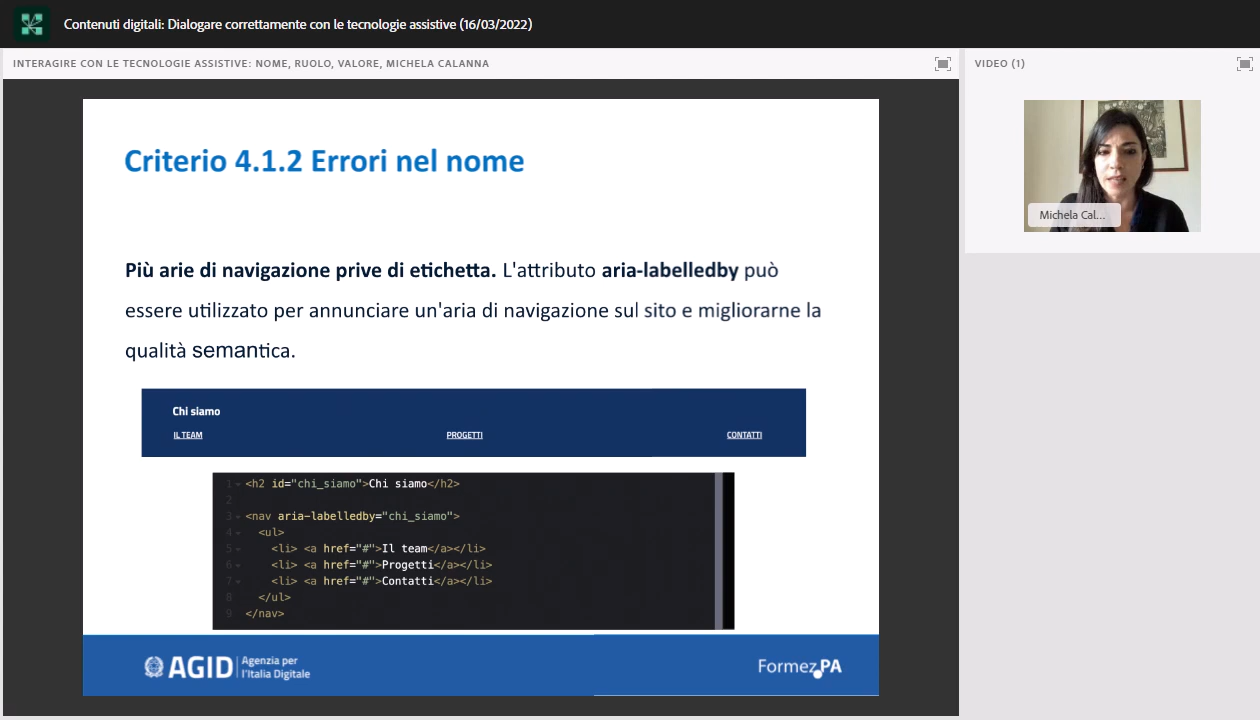 Contenuti digitali: Dialogare correttamente con le tecnologie assistive (16/03/2022)
INTERAGIRE CON LE TECNOLOGIE ASSISTIVE: NOME, RUOLO, VALORE, MICHELA CALANNA
VIDEO (1)
Michela Cal...
Criterio 4.1.2 Errori nel nome
Più arie di navigazione prive di etichetta. L'attributo aria-labelledby può
essere utilizzato per annunciare un'aria di navigazione sul sito e migliorarne la
qualità semantica.
Chi siamo
IL TEAM PROGETTI CONTATTI
1 <h2 id="chi_siamo">Chi siamo</h2>
2
3 <nav aria-labelledby="chi_siamo">
4 <ul>
5 <li> <a href="#">Il team</a></li>
6 <li> <a href="#">Progetti</a></li>
7 <li> <a href="#">Contatti</a></li>
8 </ul>
9 </nav>
AGID Agenzia per
l'Italia Digitale
FormezPA